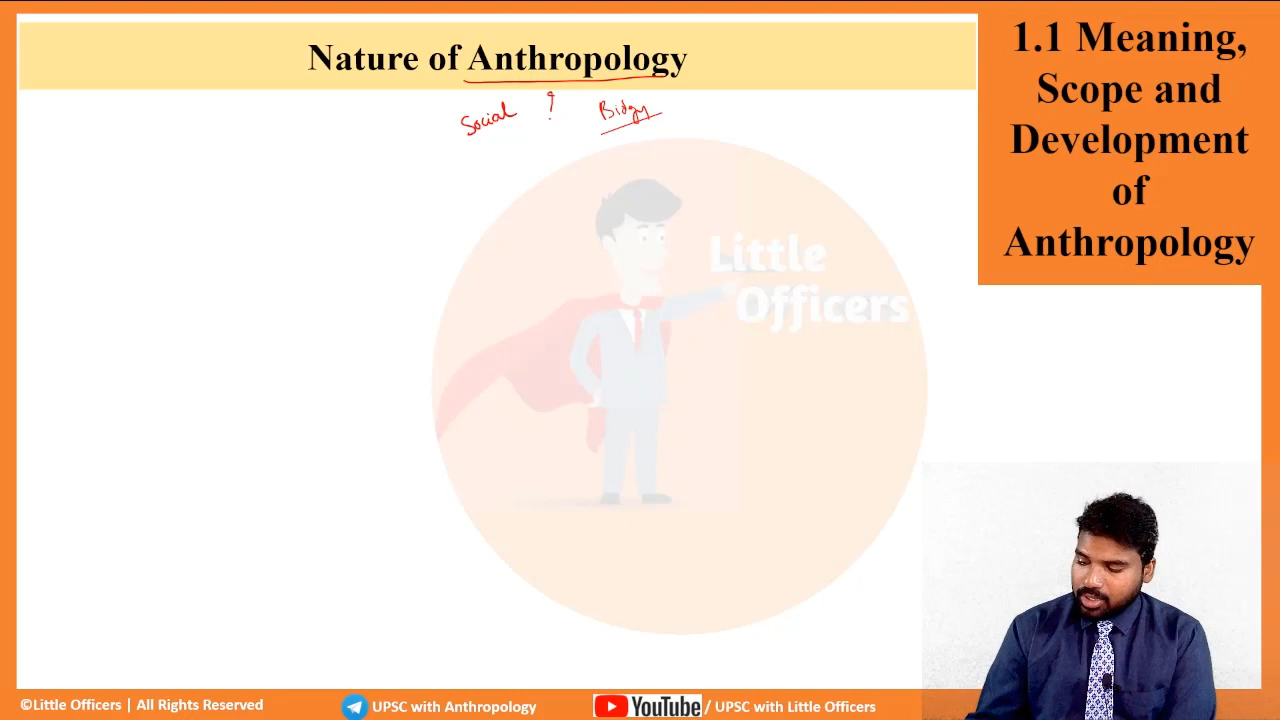 Nature of Anthropology
Social ? Biology
Little
Officers
1.1 Meaning,
Scope and
Development
of
Anthropology
©Little Officers | All Rights Reserved
UPSC with Anthropology
YouTube / UPSC with Little Officers